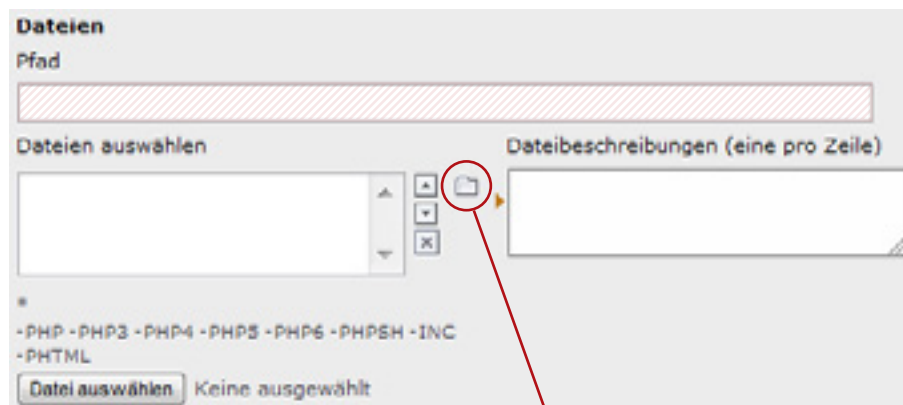 Dateien
Pfad
Dateien auswählen
Dateibeschreibungen (eine pro Zeile)
*
-PHP -PHP3 -PHP4 -PHP5 -PHP6 -PHPSH -INC
-PHTML
Datei auswählen Keine ausgewählt